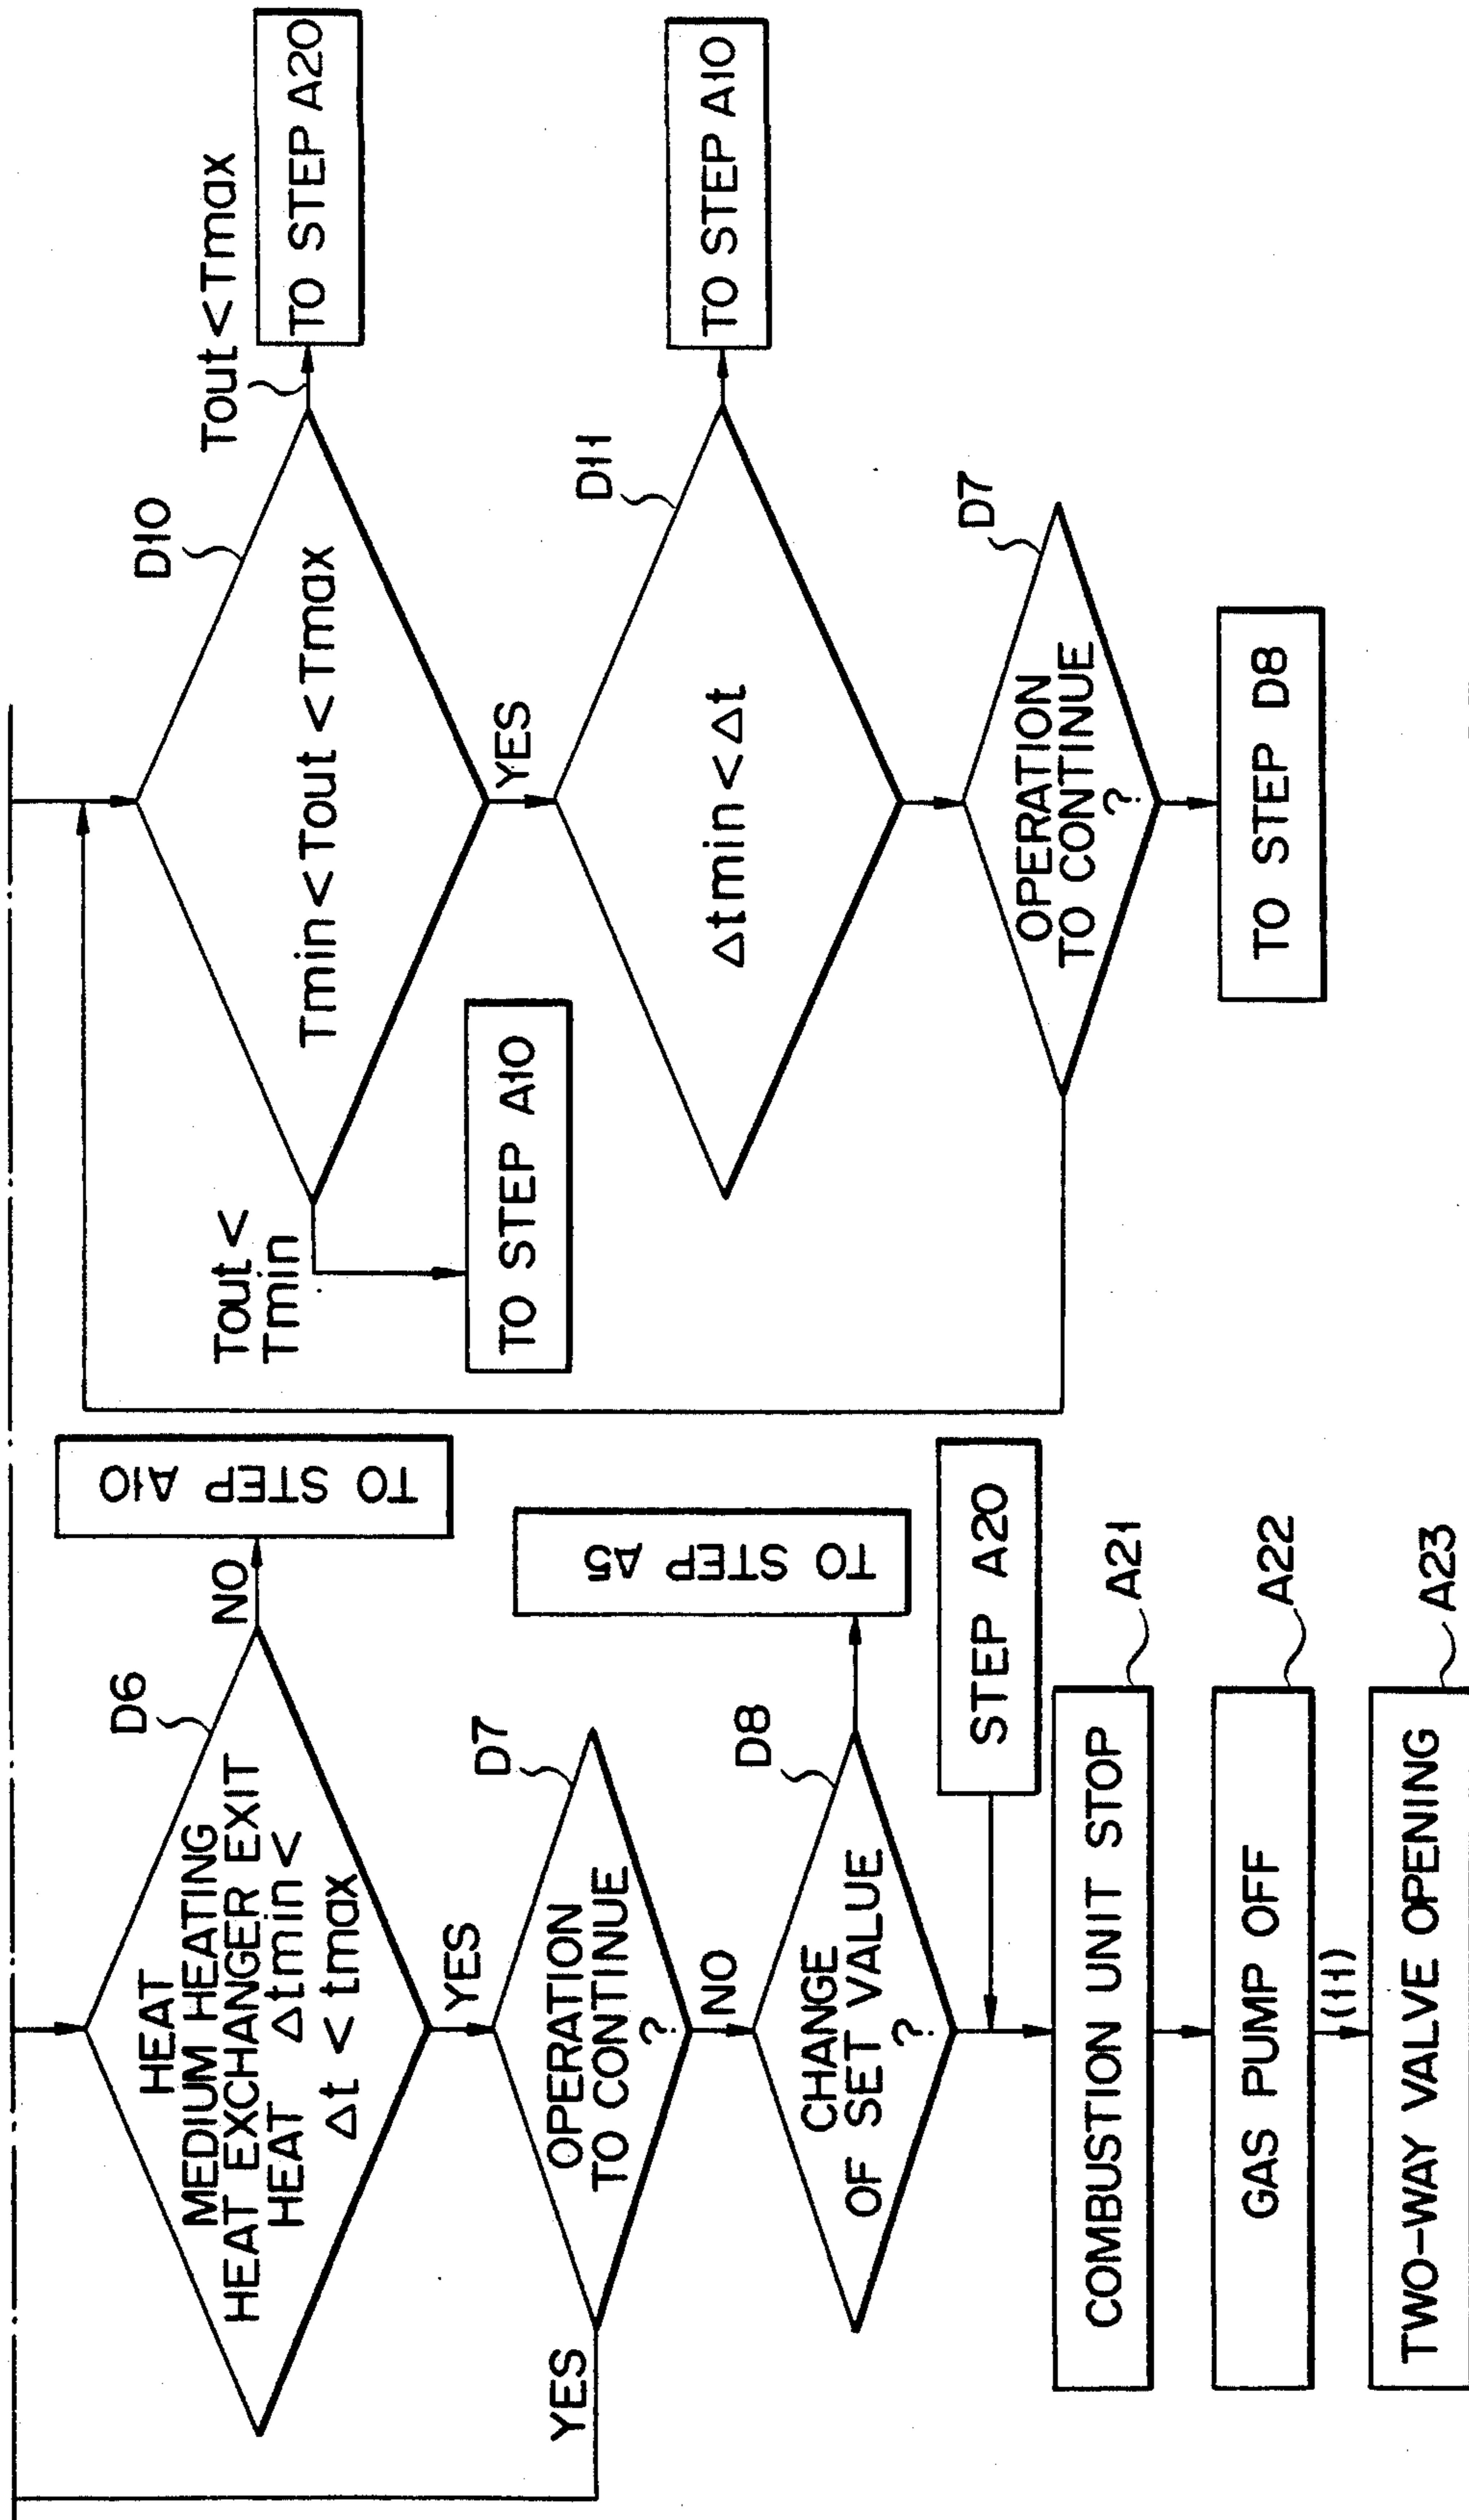 D6
HEAT
MEDIUM HEATING
HEAT EXCHANGER EXIT
HEAT Δtmin <
Δt < tmax
NO
TO STEP A10
YES
D7
OPERATION
TO CONTINUE
?
YES
NO
D8
CHANGE
OF SET VALUE
?
TO STEP A5
STEP A20
COMBUSTION UNIT STOP
A21
GAS PUMP OFF
A22
(11)
TWO-WAY VALVE OPENING
A23
D10
Tmin < Tout < Tmax
Tout < Tmax
TO STEP A20
Tout <
Tmin
TO STEP A10
YES
D11
Δtmin < Δt
TO STEP A10
D7
OPERATION
TO CONTINUE
?
TO STEP D8